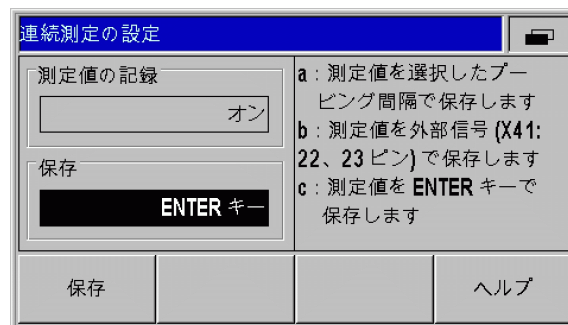 連続測定の設定
測定値の記録
オン
保存
ENTER キー
a : 測定値を選択したプー
ビング間隔で保存します
b : 測定値を外部信号 (X41:
22、23 ピン) で保存します
c : 測定値を ENTER キーで
保存します
保存
ヘルプ